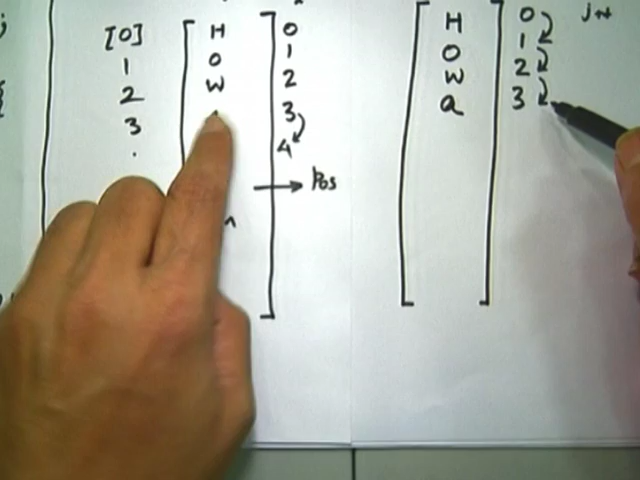 [0] H 0 H 0 j++
1 O 1 O 1
2 W 2 W 2
3 3 a 3
. 4
→ Pos